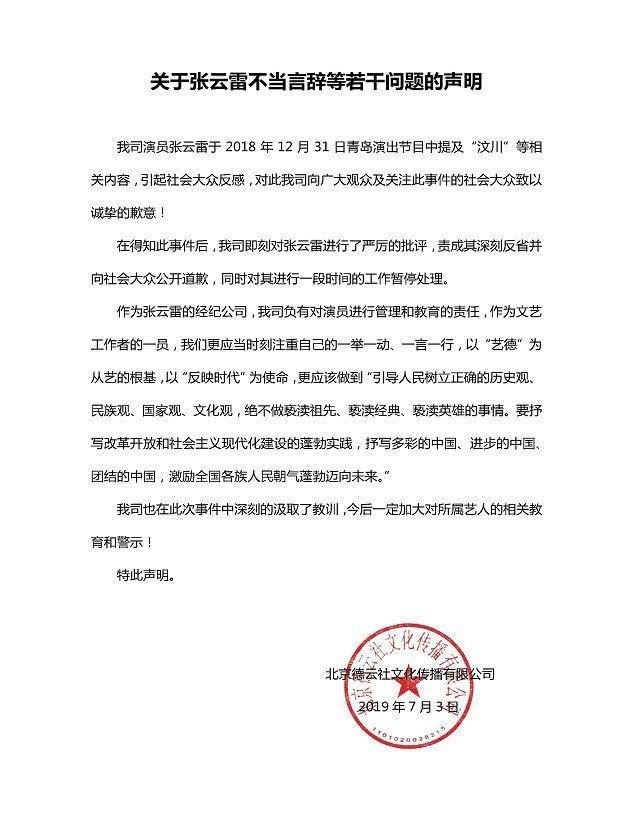 关于张云雷不当言辞等若干问题的声明
我司演员张云雷于 2018 年 12 月 31 日青岛演出节目中提及“汶川”等相
关内容，引起社会大众反感，对此我司向广大观众及关注此事件的社会大众致以
诚挚的歉意！
在得知此事件后，我司即刻对张云雷进行了严厉的批评，责成其深刻反省并
向社会大众公开道歉，同时对其进行一段时间的工作暂停处理。
作为张云雷的经纪公司，我司负有对演员进行管理和教育的责任，作为文艺
工作者的一员，我们更应当时刻注重自己的一举一动、一言一行，以“艺德”为
从艺的根基，以“反映时代”为使命，更应该做到“引导人民树立正确的历史观、
民族观、国家观、文化观，绝不做亵渎祖先、亵渎经典、亵渎英雄的事情。要抒
写改革开放和社会主义现代化建设的蓬勃实践，抒写多彩的中国、进步的中国、
团结的中国，激励全国各族人民朝气蓬勃迈向未来。”
我司也在此次事件中深刻的汲取了教训，今后一定加大对所属艺人的相关教
育和警示！
特此声明。
北京德云社文化传播有限公司
2019 年 7 月 3 日
北京德云社文化传播有限公司
1101020028215